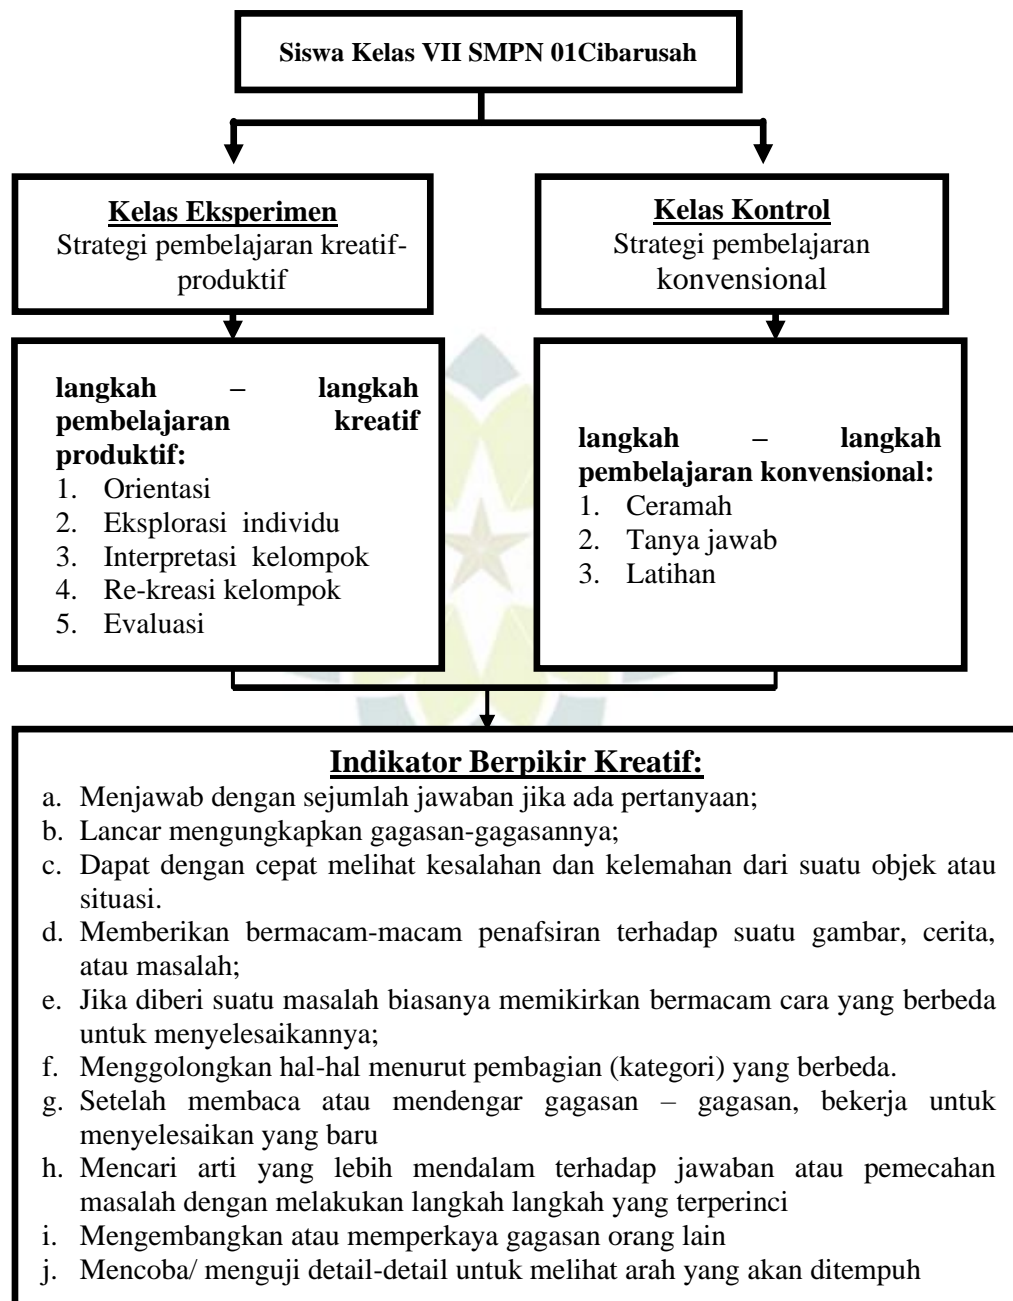 Siswa Kelas VII SMPN 01Cibarusah
Kelas Eksperimen
Strategi pembelajaran kreatif-
produktif
Kelas Kontrol
Strategi pembelajaran
konvensional
langkah – langkah
pembelajaran kreatif
produktif:
1. Orientasi
2. Eksplorasi individu
3. Interpretasi kelompok
4. Re-kreasi kelompok
5. Evaluasi
langkah – langkah
pembelajaran konvensional:
1. Ceramah
2. Tanya jawab
3. Latihan
Indikator Berpikir Kreatif:
a. Menjawab dengan sejumlah jawaban jika ada pertanyaan;
b. Lancar mengungkapkan gagasan-gagasannya;
c. Dapat dengan cepat melihat kesalahan dan kelemahan dari suatu objek atau
situasi.
d. Memberikan bermacam-macam penafsiran terhadap suatu gambar, cerita,
atau masalah;
e. Jika diberi suatu masalah biasanya memikirkan bermacam cara yang berbeda
untuk menyelesaikannya;
f. Menggolongkan hal-hal menurut pembagian (kategori) yang berbeda.
g. Setelah membaca atau mendengar gagasan – gagasan, bekerja untuk
menyelesaikan yang baru
h. Mencari arti yang lebih mendalam terhadap jawaban atau pemecahan
masalah dengan melakukan langkah langkah yang terperinci
i. Mengembangkan atau memperkaya gagasan orang lain
j. Mencoba/ menguji detail-detail untuk melihat arah yang akan ditempuh